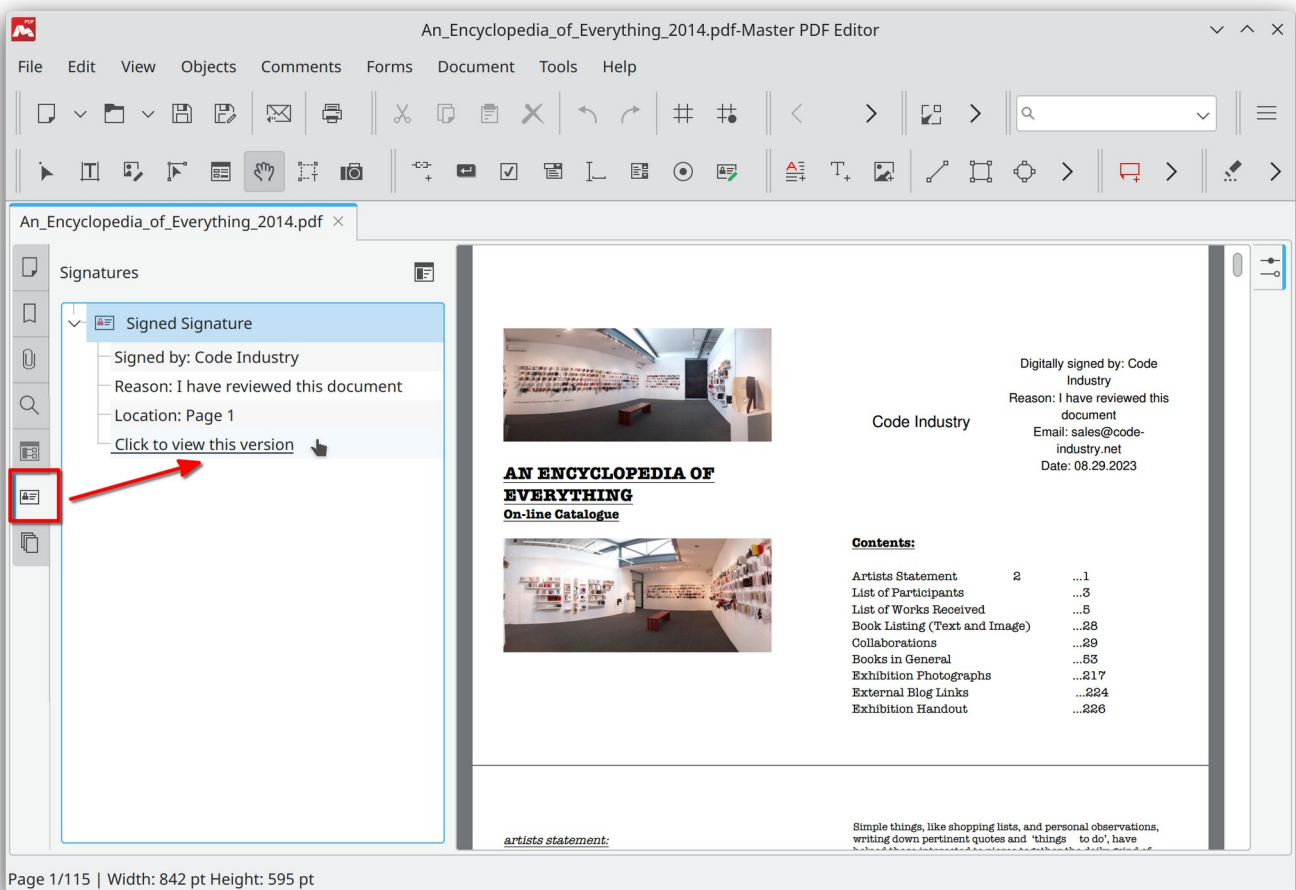 An_Encyclopedia_of_Everything_2014.pdf-Master PDF Editor
File Edit View Objects Comments Forms Document Tools Help
An_Encyclopedia_of_Everything_2014.pdf
Signatures
Signed Signature
Signed by: Code Industry
Reason: I have reviewed this document
Location: Page 1
Click to view this version
AN ENCYCLOPEDIA OF
EVERYTHING
On-line Catalogue
Code Industry
Digitally signed by: Code
Industry
Reason: I have reviewed this
document
Email: sales@code-
industry.net
Date: 08.29.2023
Contents:
Artists Statement 2 ...1
List of Participants ...3
List of Works Received ...5
Book Listing (Text and Image) ...28
Collaborations ...29
Books in General ...53
Exhibition Photographs ...217
External Blog Links ...224
Exhibition Handout ...226
artists statement:
Simple things, like shopping lists, and personal observations,
writing down pertinent quotes and 'things to do', have
Page 1/115 | Width: 842 pt Height: 595 pt